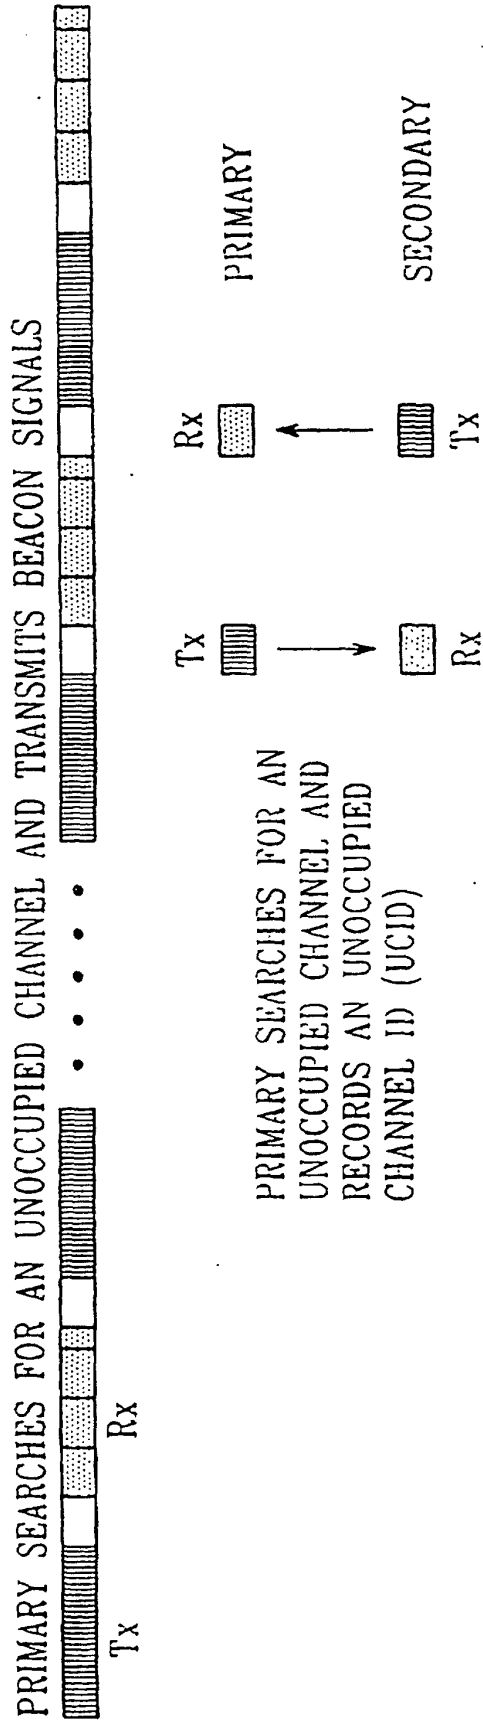 PRIMARY SEARCHES FOR AN UNOCCUPIED CHANNEL AND TRANSMITS BEACON SIGNALS
Tx
Rx
PRIMARY SEARCHES FOR AN
UNOCCUPIED CHANNEL AND
RECORDS AN UNOCCUPIED
CHANNEL ID (UCID)
Tx
Rx
PRIMARY
Rx
Tx
SECONDARY